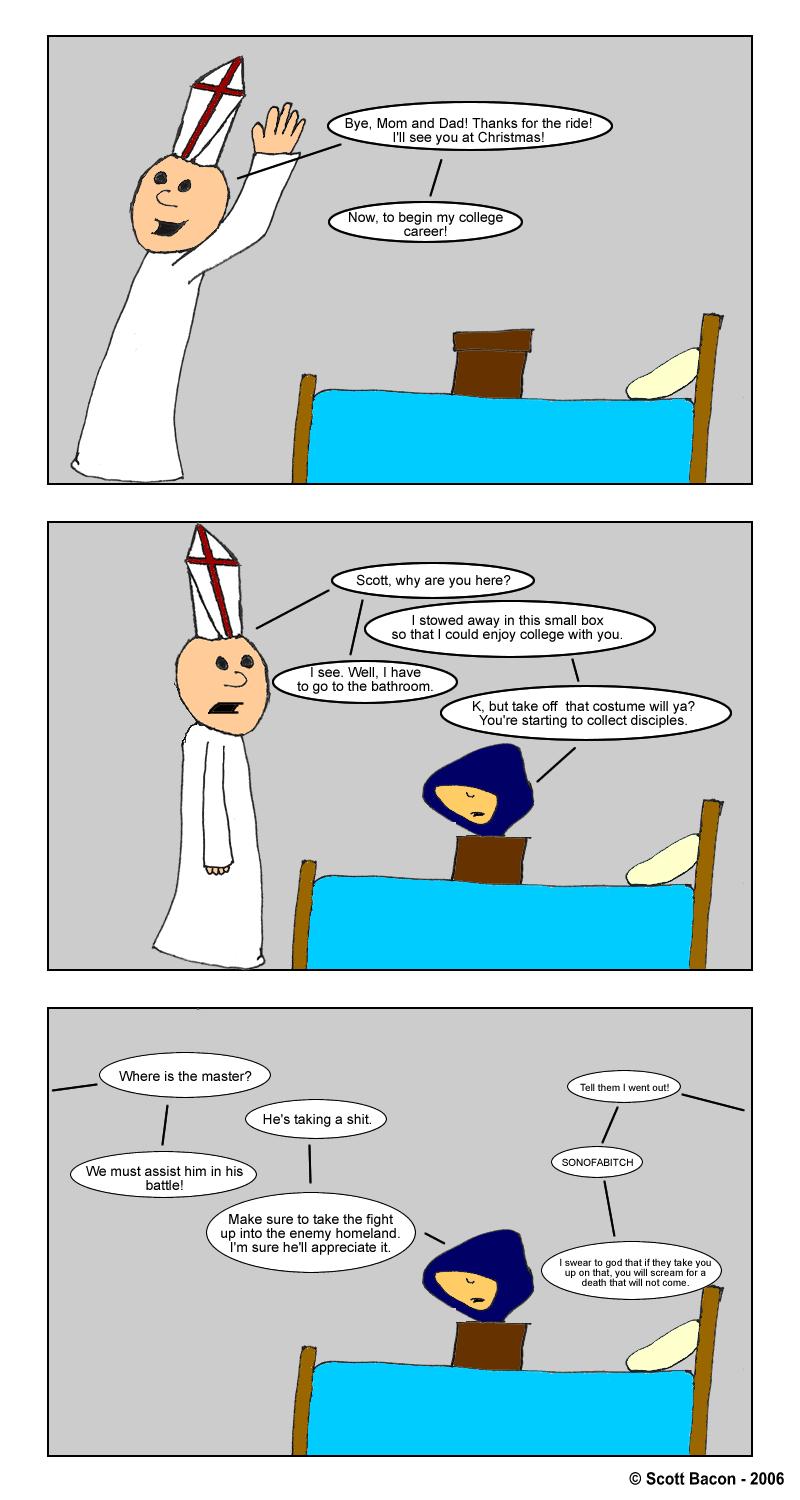 Bye, Mom and Dad! Thanks for the ride!
I'll see you at Christmas!
Now, to begin my college
career!
Scott, why are you here?
I stowed away in this small box
so that I could enjoy college with you.
I see. Well, I have
to go to the bathroom.
K, but take off that costume will ya?
You're starting to collect disciples.
Where is the master?
We must assist him in his
battle!
He's taking a shit.
Make sure to take the fight
up into the enemy homeland.
I'm sure he'll appreciate it.
Tell them I went out!
SONOFABITCH
I swear to god that if they take you
up on that, you will scream for a
death that will not come.
© Scott Bacon - 2006